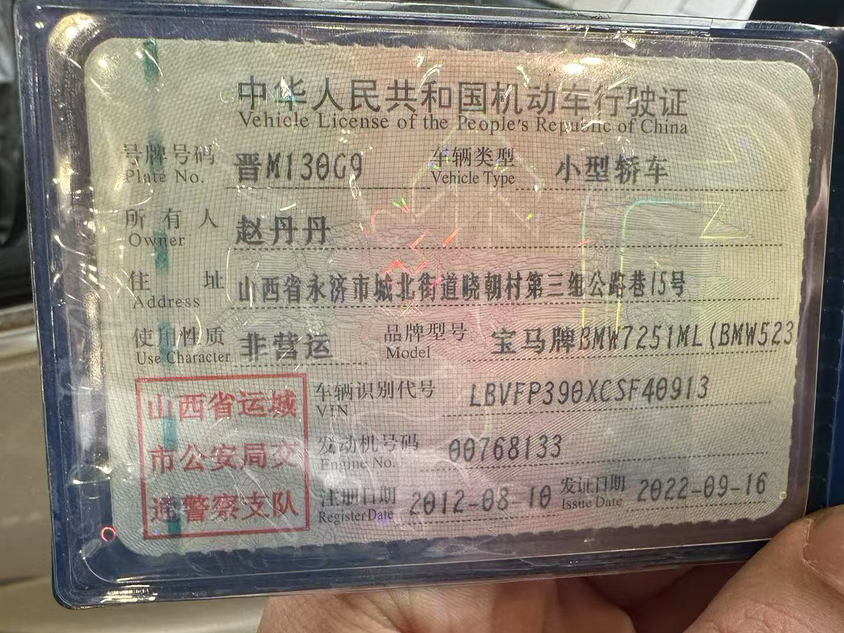 中华人民共和国机动车行驶证
Vehicle License of the People's Republic of China
号牌号码 晋M130G9 车辆类型 小型轿车
Plate No. Vehicle Type
所有人 赵丹丹
Owner
住址 山西省永济市城北街道晓朝村第三组公路巷15号
Address
使用性质 非营运 品牌型号 宝马牌BMW7251ML(BMW523
Use Character Model
山西省运城
市公安局交
通警察支队
车辆识别代号 LBVFP390XCSF40913
VIN
发动机号码 00768133
Engine No.
注册日期 2012-08-10 发证日期 2022-09-16
Register Date Issue Date